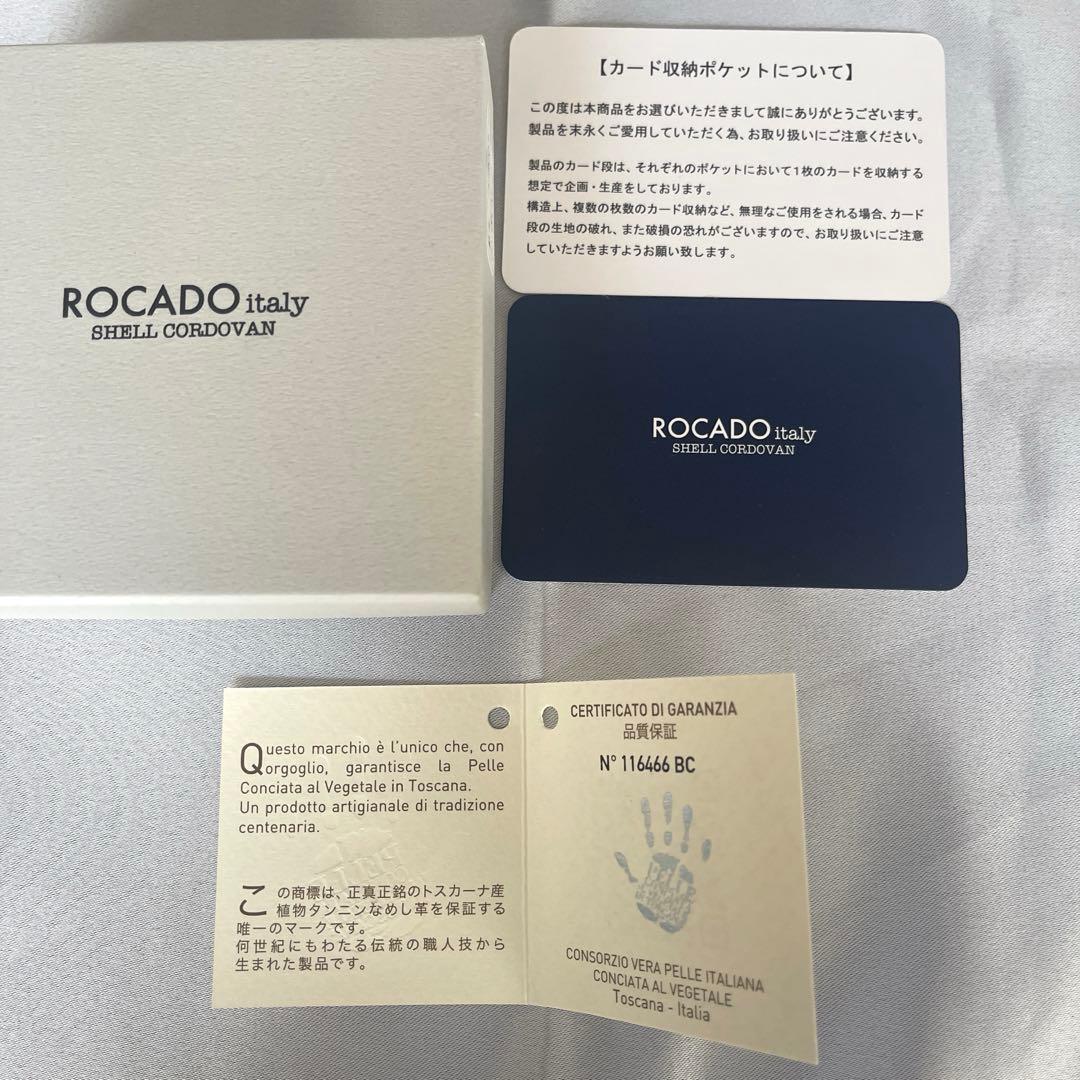 ROCADO italy
SHELL CORDOVAN
【カード収納ポケットについて】
この度は本商品をお選びいただきまして誠にありがとうございます。
製品を末永くご愛用していただく為、お取り扱いにご注意ください。
製品のカード段は、それぞれのポケットにおいて1枚のカードを収納する
想定で企画・生産をしております。
構造上、複数の枚数のカード収納など、無理なご使用をされる場合、カード
段の生地の破れ、また破損の恐れがございますので、お取り扱いにご注意
していただきますようお願い致します。
ROCADO italy
SHELL CORDOVAN
Questo marchio è l'unico che, con
orgoglio, garantisce la Pelle
Conciata al Vegetale in Toscana.
Un prodotto artigianale di tradizione
centenaria.
この商標は、正真正銘のトスカーナ産
植物タンニンなめし革を保証する
唯一のマークです。
何世紀にもわたる伝統の職人技から
生まれた製品です。
CERTIFICATO DI GARANZIA
品質保証
N° 116466 BC
CONSORZIO VERA PELLE ITALIANA
CONCIATA AL VEGETALE
Toscana - Italia